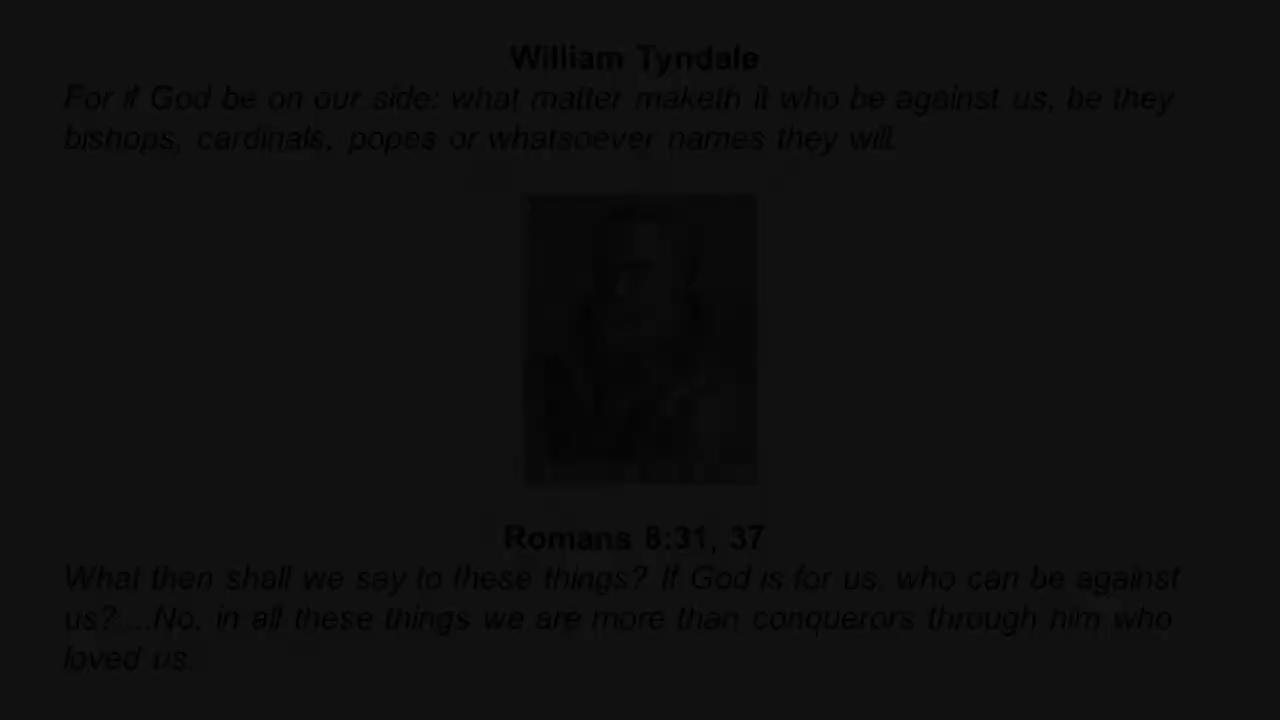 William Tyndale
For if God be on our side: what matter maketh it who be against us, be they
bishops, cardinals, popes or whatsoever names they will.
Romans 8:31, 37
What then shall we say to these things? If God is for us, who can be against
us?....No, in all these things we are more than conquerors through him who
loved us.